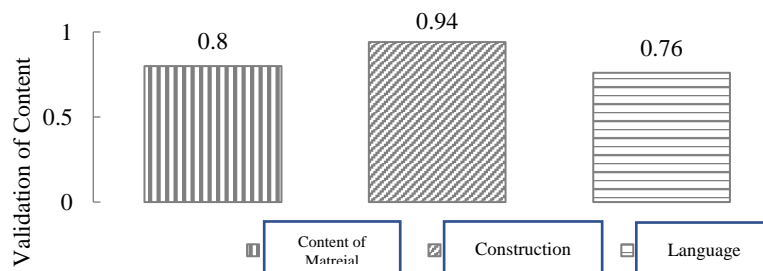 0.94
0.8
0.76
1
0.5
0
Validation of Content
Content of
Matreial
Construction
Language